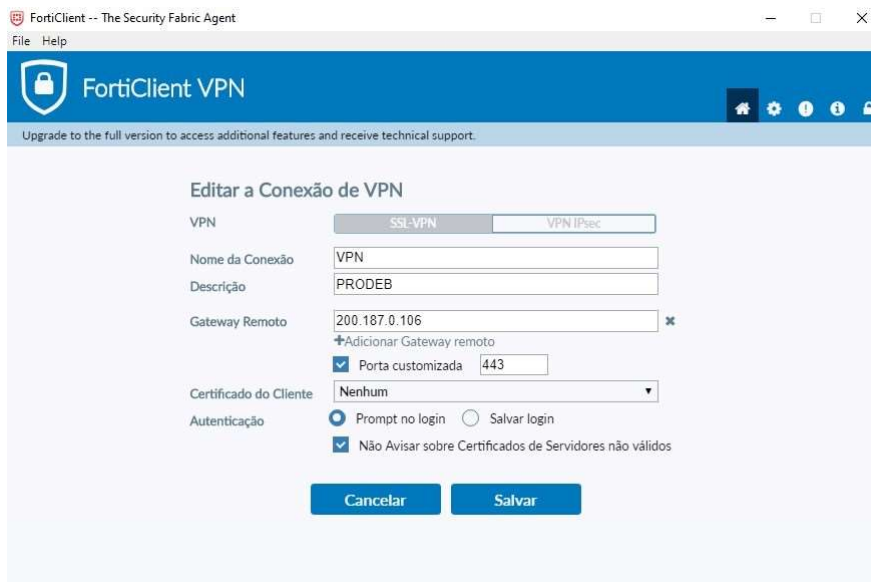 FortiClient -- The Security Fabric Agent
File Help
FortiClient VPN
Upgrade to the full version to access additional features and receive technical support.
Editar a Conexão de VPN
VPN SSL-VPN VPN IPsec
Nome da Conexão VPN
Descrição PRODEB
Gateway Remoto 200.187.0.106
+Adicionar Gateway remoto
Porta customizada 443
Certificado do Cliente Nenhum
Autenticação Prompt no login Salvar login
Não Avisar sobre Certificados de Servidores não válidos
Cancelar Salvar